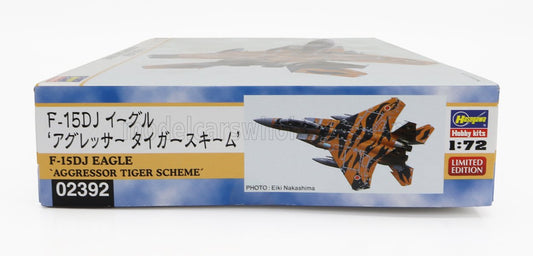 F-15DJ イーグル
‘アグレッサー タイガースキーム’
F-15DJ EAGLE
`AGGRESSOR TIGER SCHEME´
02392
PHOTO : Eiki Nakashima
Hasegawa
Hobby kits
1:72
LIMITED
EDITION